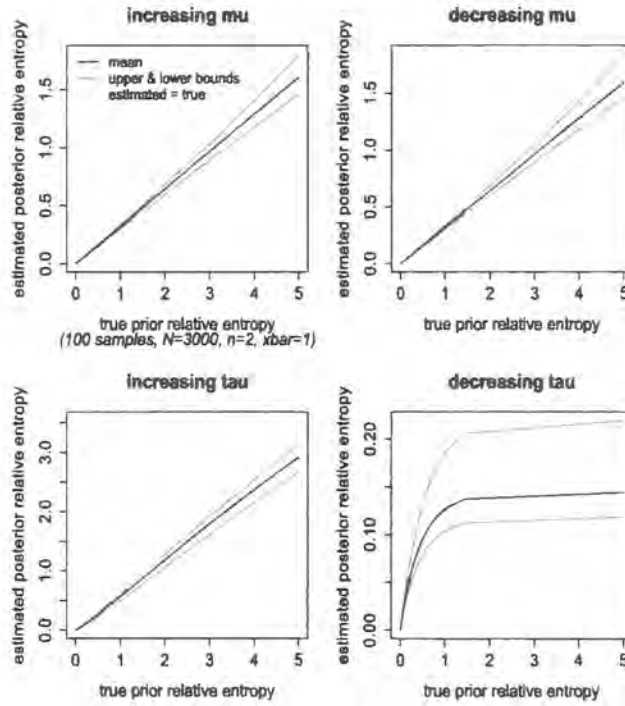 increasing mu
decreasing mu
mean
upper & lower bounds
estimated = true
estimated posterior relative entropy
0.0 0.5 1.0 1.5
0 1 2 3 4 5
true prior relative entropy
(100 samples, N=3000, n=2, xbar=1)
estimated posterior relative entropy
0.0 0.5 1.0 1.5
0 1 2 3 4 5
true prior relative entropy
increasing tau
decreasing tau
estimated posterior relative entropy
0.0 1.0 2.0 3.0
0 1 2 3 4 5
true prior relative entropy
estimated posterior relative entropy
0.00 0.10 0.20
0 1 2 3 4 5
true prior relative entropy